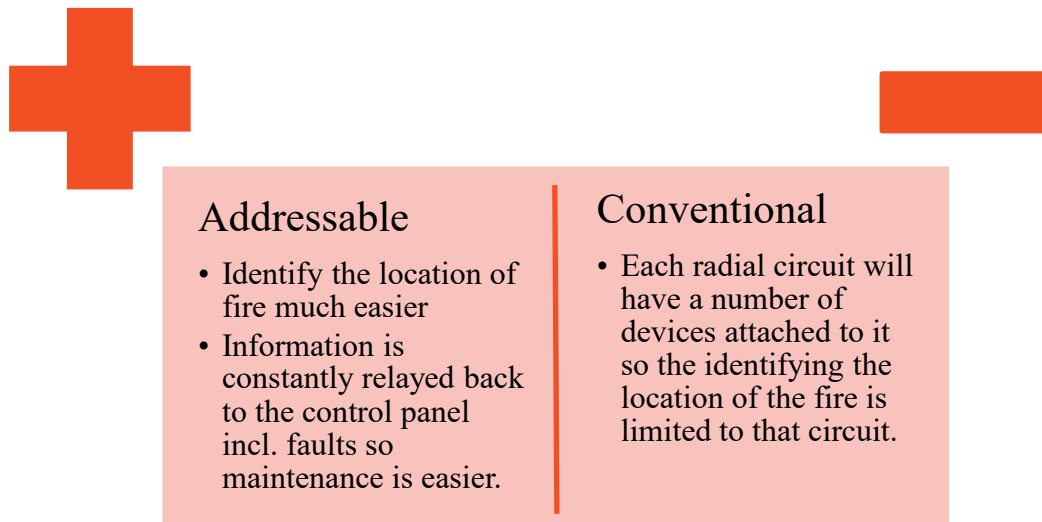 Addressable
• Identify the location of
fire much easier
• Information is
constantly relayed back
to the control panel
incl. faults so
maintenance is easier.
Conventional
• Each radial circuit will
have a number of
devices attached to it
so the identifying the
location of the fire is
limited to that circuit.